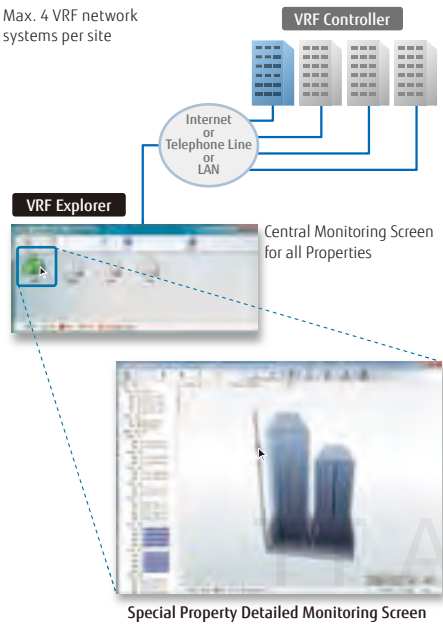 Max. 4 VRF network
systems per site
VRF Controller
Internet
or
Telephone Line
or
LAN
VRF Explorer
Central Monitoring Screen
for all Properties
Special Property Detailed Monitoring Screen